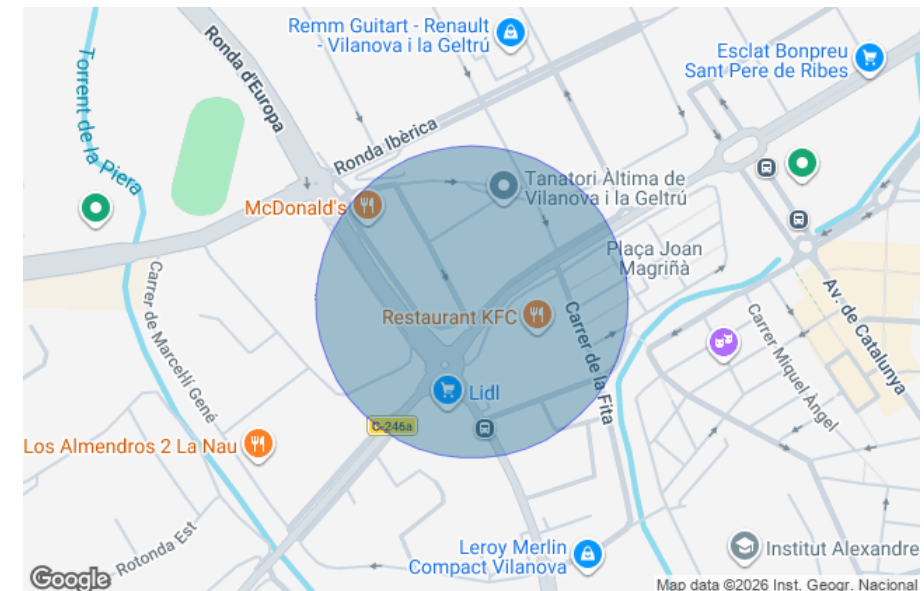 Remm Guitart - Renault
- Vilanova i la Geltrú
Esclat Bonpreu
Sant Pere de Ribes
Torrent de la Piera
Ronda d'Europa
Ronda Ibèrica
McDonald's
Tanatori Àltima de
Vilanova i la Geltrú
Plaça Joan
Magriñà
Carrer de Marcel·lí Gené
Restaurant KFC
Carrer de la Fita
Carrer Miquel Àngel
Av. de Catalunya
Lidl
C-246a
Los Almendros 2 La Nau
Rotonda Est
Leroy Merlin
Compact Vilanova
Institut Alexandre
Google
Map data ©2026 Inst. Geogr. Nacional